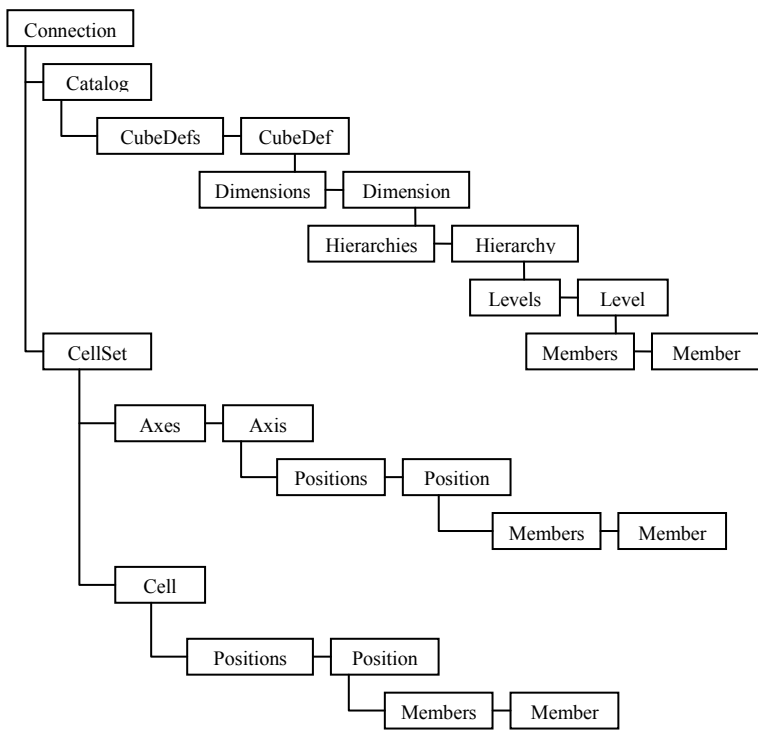 Connection
Catalog
CubeDefs CubeDef
Dimensions Dimension
Hierarchies Hierarchy
Levels Level
Members Member
CellSet
Axes Axis
Positions Position
Members Member
Cell
Positions Position
Members Member